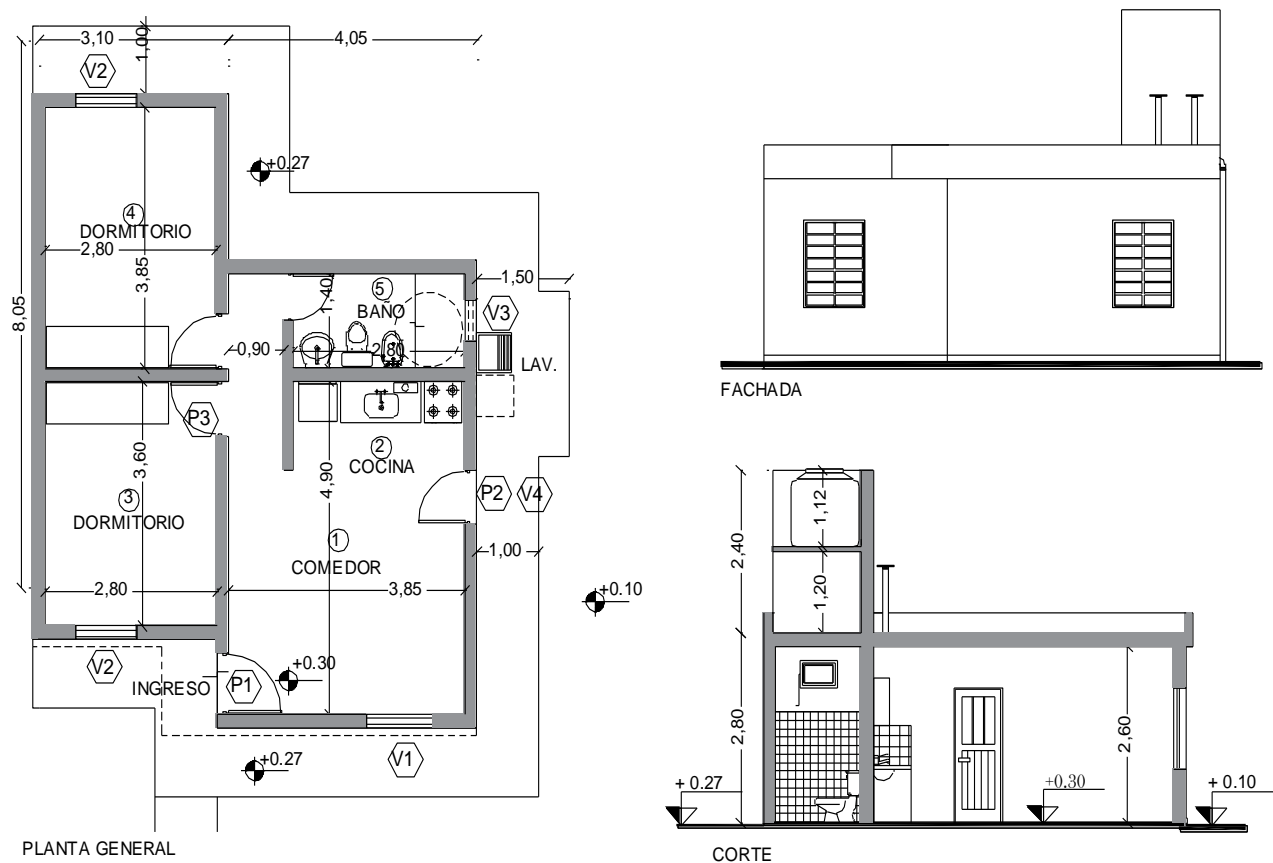 3,10
4,05
1,00
V2
+0.27
4
DORMITORIO
2,80
3,85
8,05
1,40
5
BAÑO
1,50
V3
0,90
2,80
LAV.
P3
3,60
2
COCINA
4,90
3
DORMITORIO
P2
V4
1
COMEDOR
1,00
2,80
3,85
+0.10
V2
INGRESO
P1
+0.30
+0.27
V1
PLANTA GENERAL
FACHADA
2,40
1,12
1,20
2,80
2,60
+ 0.27
+0.30
+ 0.10
CORTE